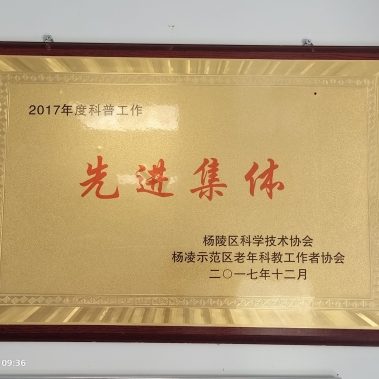 2017年度科普工作
先进集体
杨陵区科学技术协会
杨凌示范区老年科教工作者协会
二〇一七年十二月
09:36